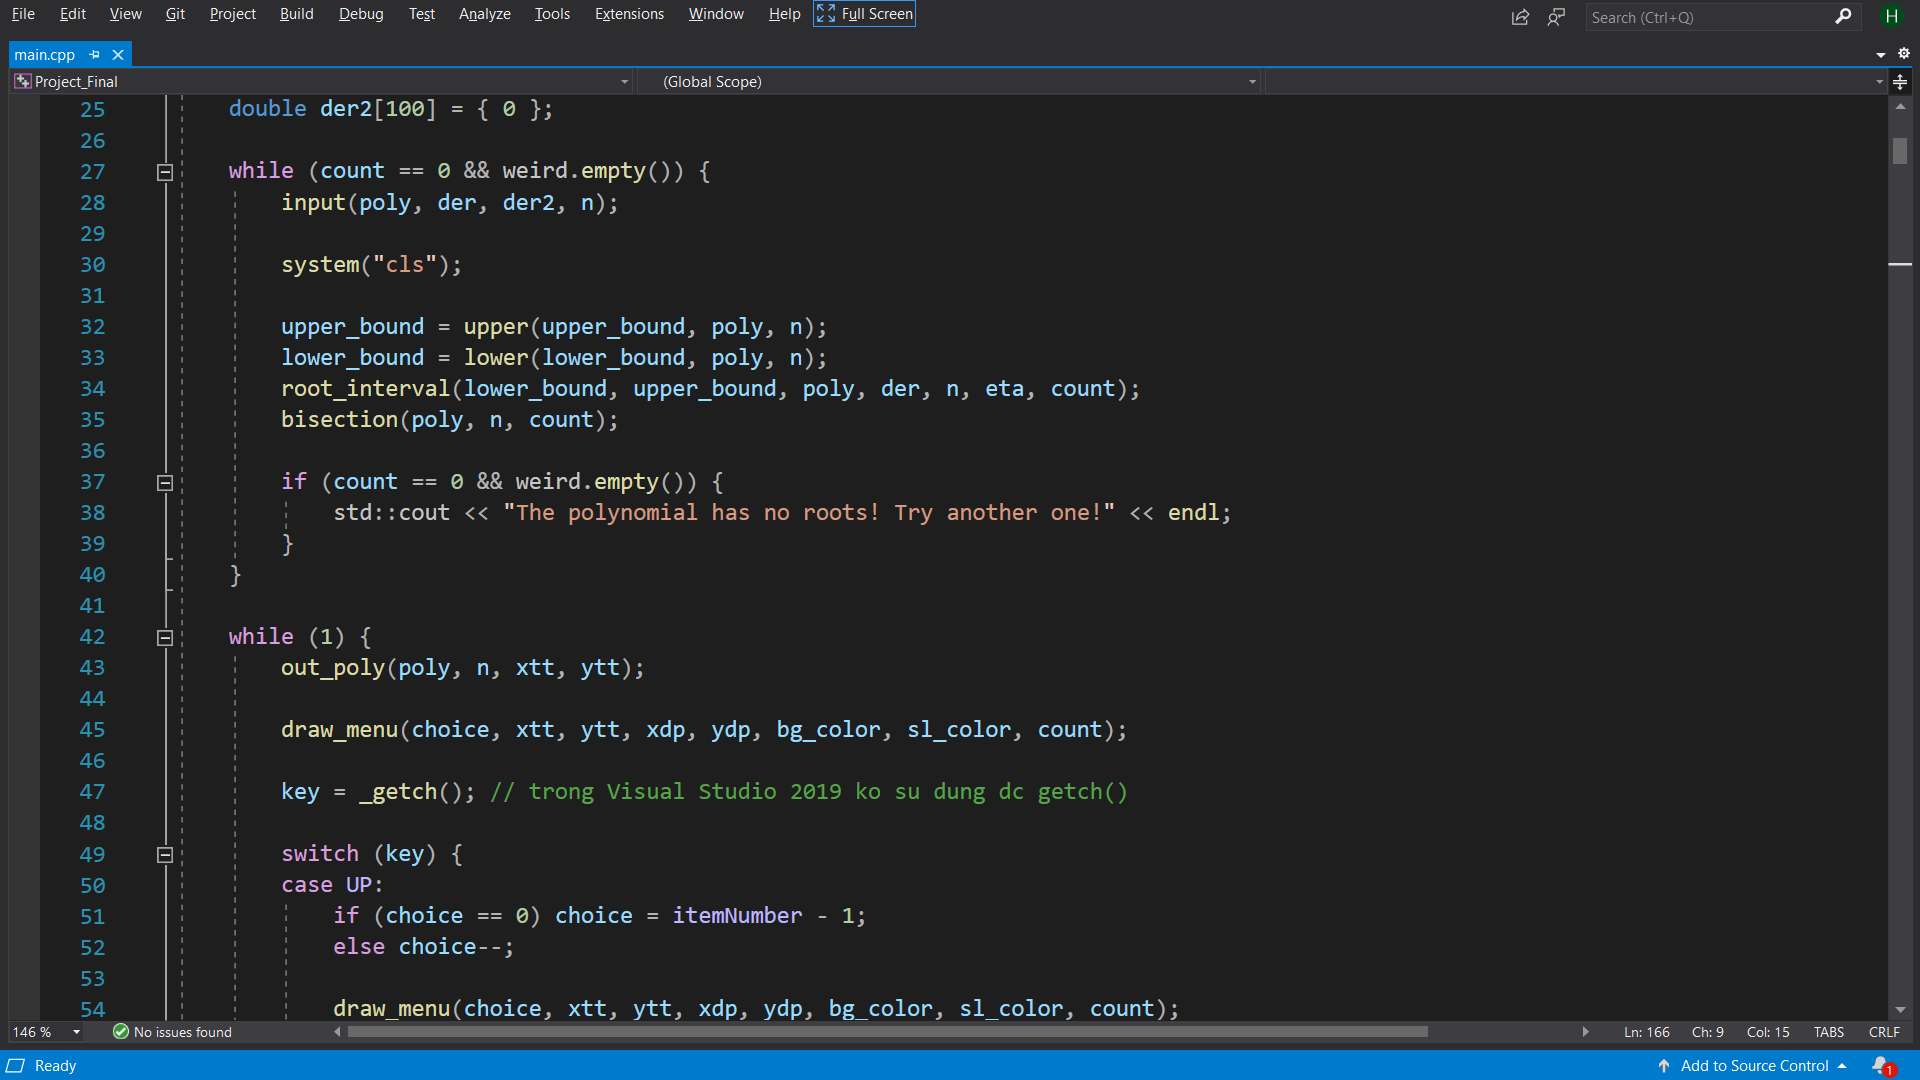 File Edit View Git Project Build Debug Test Analyze Tools Extensions Window Help Full Screen Search (Ctrl+Q) H
main.cpp
Project_Final (Global Scope)
25 double der2[100] = { 0 };
26
27 while (count == 0 && weird.empty()) {
28 input(poly, der, der2, n);
29
30 system("cls");
31
32 upper_bound = upper(upper_bound, poly, n);
33 lower_bound = lower(lower_bound, poly, n);
34 root_interval(lower_bound, upper_bound, poly, der, n, eta, count);
35 bisection(poly, n, count);
36
37 if (count == 0 && weird.empty()) {
38 std::cout << "The polynomial has no roots! Try another one!" << endl;
39 }
40 }
41
42 while (1) {
43 out_poly(poly, n, xtt, ytt);
44
45 draw_menu(choice, xtt, ytt, xdp, ydp, bg_color, sl_color, count);
46
47 key = _getch(); // trong Visual Studio 2019 ko su dung dc getch()
48
49 switch (key) {
50 case UP:
51 if (choice == 0) choice = itemNumber - 1;
52 else choice--;
53
54 draw_menu(choice, xtt, ytt, xdp, ydp, bg_color, sl_color, count);
146 % No issues found Ln: 166 Ch: 9 Col: 15 TABS CRLF
Ready Add to Source Control 1